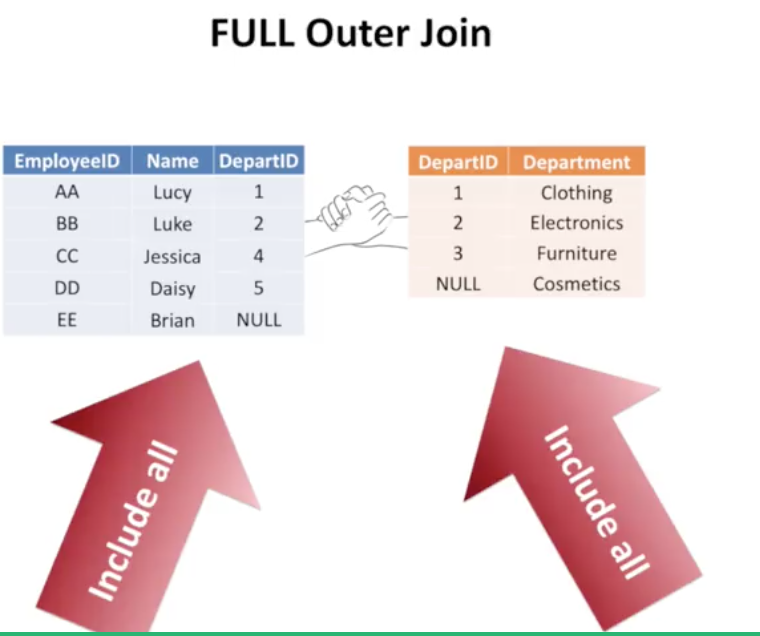 FULL Outer Join
EmployeeID Name DepartID
AA Lucy 1
BB Luke 2
CC Jessica 4
DD Daisy 5
EE Brian NULL
DepartID Department
1 Clothing
2 Electronics
3 Furniture
NULL Cosmetics
Include all
Include all